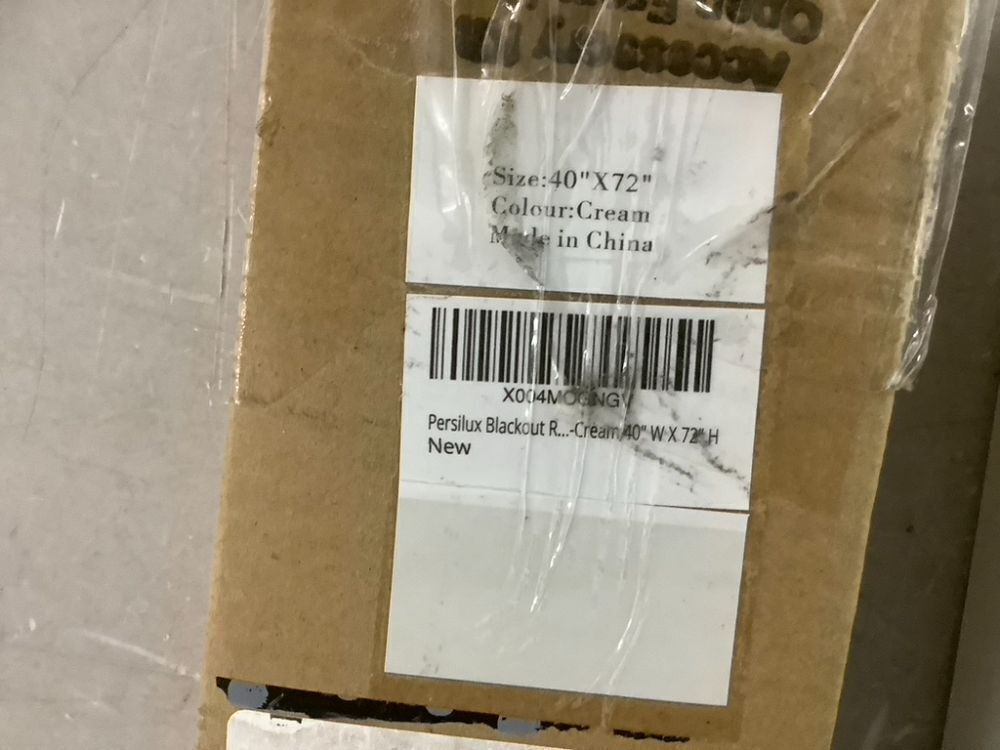 Size:40"X72"
Colour:Cream
Made in China
Persilux Blackout R...-Cream,40" W X 72" H
New